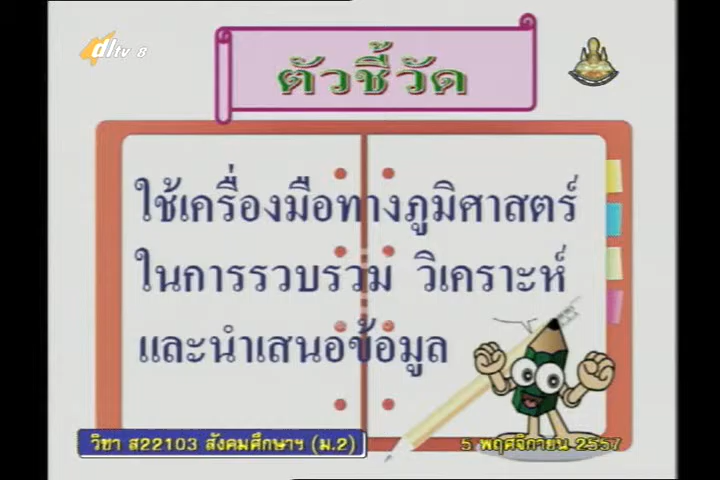 dltv 8
ตัวชี้วัด
ใช้เครื่องมือทางภูมิศาสตร์
ในการรวบรวม วิเคราะห์
และนำเสนอข้อมูล
วิชา ส22103 สังคมศึกษาฯ (ม.2)
5 พฤศจิกายน 2557